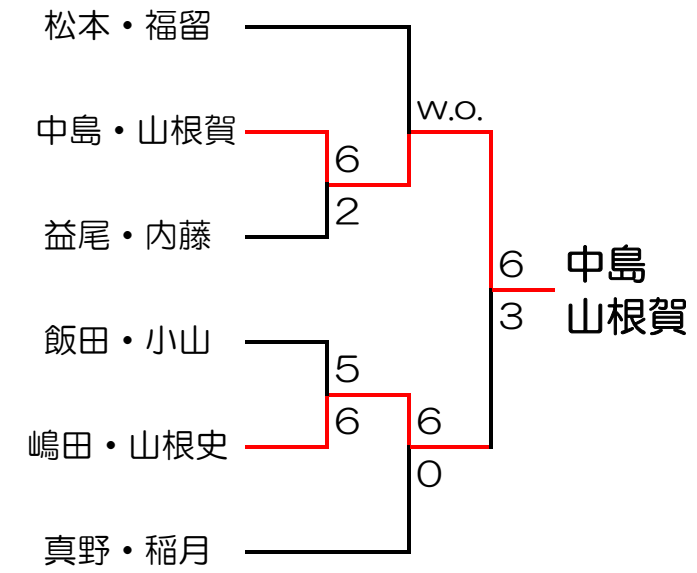 松本・福留
w.o.
中島・山根賀
6
2
益尾・内藤
6
3
中島
山根賀
飯田・小山
5
6
6
0
嶋田・山根史
真野・稲月